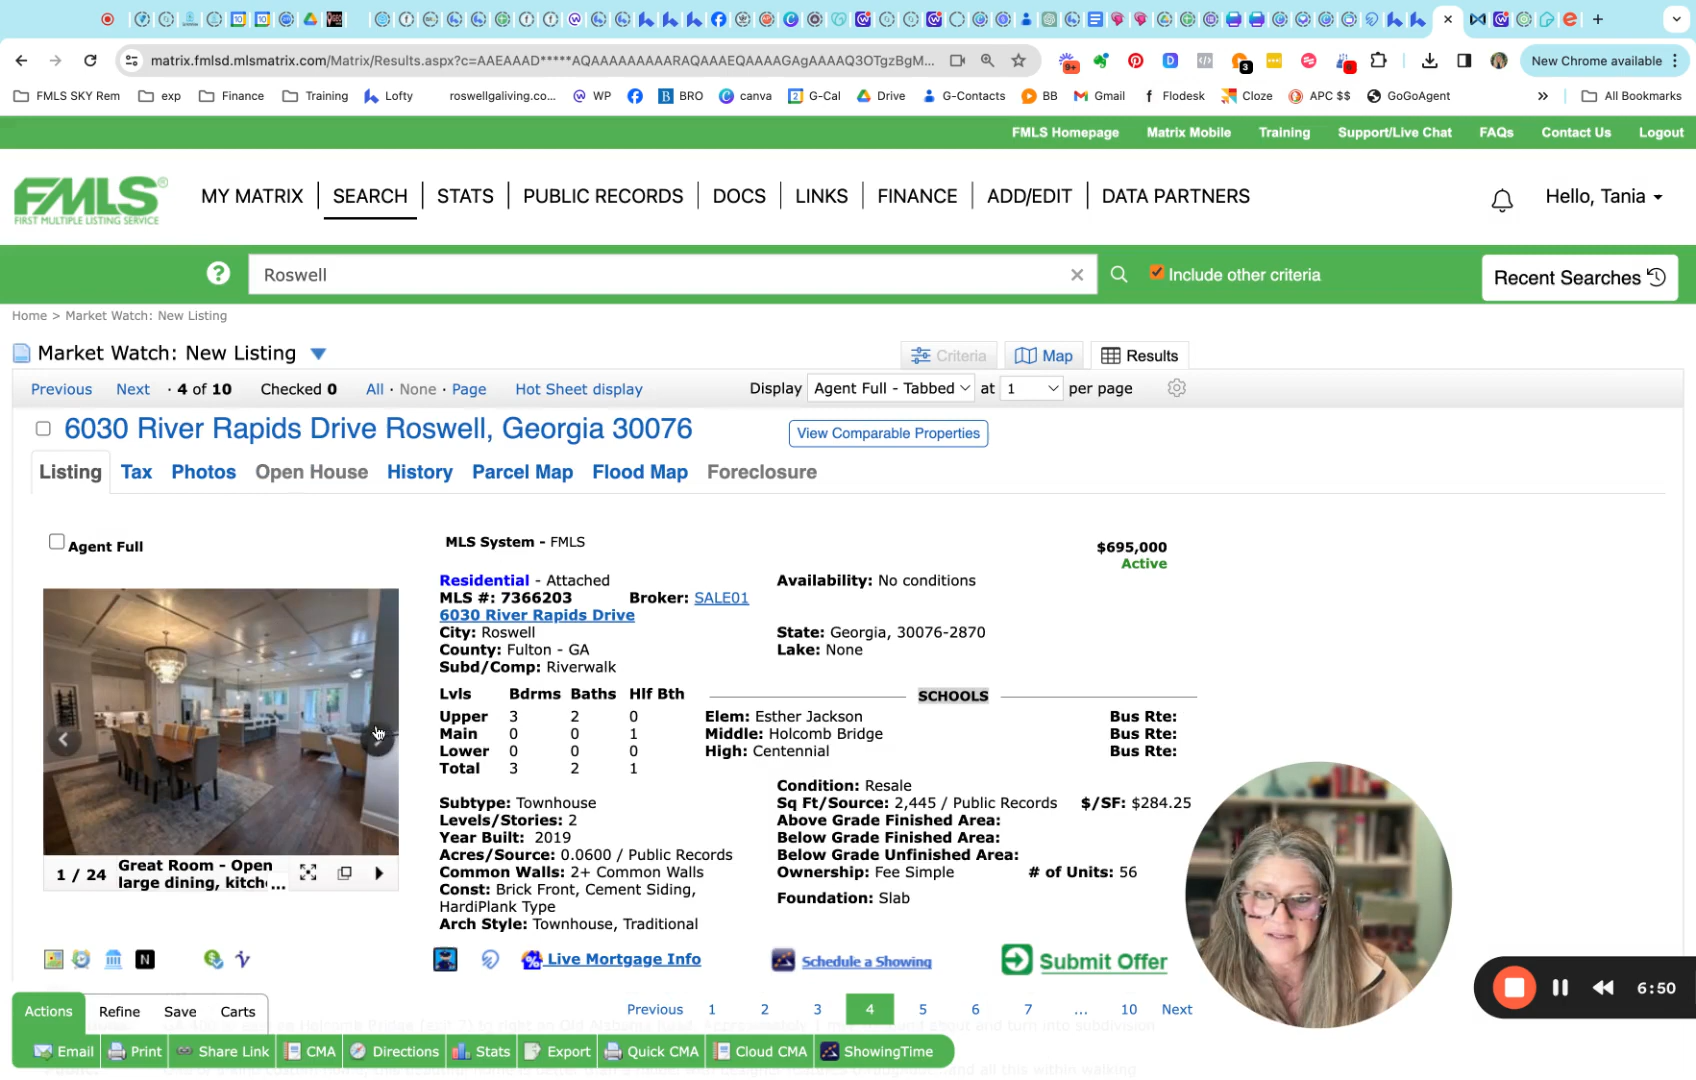 9+
3
matrix.fmlsd.mlsmatrix.com/Matrix/Results.aspx?c=AAEAAAD*****AQAAAAAAAAARAQAAAEQAAAAGAgAAAAQ3OTgzBgM...
New Chrome available
FMLS SKY Rem
exp
Finance
Training
Lofty
roswellgaliving.co...
WP
BRO
canva
G-Cal
Drive
G-Contacts
BB
Gmail
Flodesk
Cloze
APC $$
GoGoAgent
»
All Bookmarks
FMLS Homepage
Matrix Mobile
Training
Support/Live Chat
FAQs
Contact Us
Logout
FMLS®
FIRST MULTIPLE LISTING SERVICE
MY MATRIX
SEARCH
STATS
PUBLIC RECORDS
DOCS
LINKS
FINANCE
ADD/EDIT
DATA PARTNERS
Hello, Tania
?
Roswell
Include other criteria
Recent Searches
Home > Market Watch: New Listing
Market Watch: New Listing
Criteria
Map
Results
Previous Next · 4 of 10 Checked 0 All · None · Page Hot Sheet display
Display Agent Full - Tabbed at 1 per page
6030 River Rapids Drive Roswell, Georgia 30076
View Comparable Properties
Listing Tax Photos Open House History Parcel Map Flood Map Foreclosure
Agent Full
MLS System - FMLS
$695,000
Active
Residential - Attached
Availability: No conditions
MLS #: 7366203 Broker: SALE01
6030 River Rapids Drive
City: Roswell
State: Georgia, 30076-2870
County: Fulton - GA
Lake: None
Subd/Comp: Riverwalk
Lvls Bdrms Baths Hlf Bth
SCHOOLS
Upper 3 2 0
Elem: Esther Jackson Bus Rte:
Main 0 0 1
Middle: Holcomb Bridge Bus Rte:
Lower 0 0 0
High: Centennial Bus Rte:
Total 3 2 1
Condition: Resale
Subtype: Townhouse
Sq Ft/Source: 2,445 / Public Records $/SF: $284.25
Levels/Stories: 2
Above Grade Finished Area:
Year Built: 2019
Below Grade Finished Area:
Acres/Source: 0.0600 / Public Records
Below Grade Unfinished Area:
Common Walls: 2+ Common Walls
Ownership: Fee Simple # of Units: 56
Const: Brick Front, Cement Siding,
HardiPlank Type
Foundation: Slab
Arch Style: Townhouse, Traditional
1 / 24
Great Room - Open
large dining, kitch...
N
Live Mortgage Info
Schedule a Showing
Submit Offer
Actions Refine Save Carts
Previous 1 2 3 4 5 6 7 ... 10 Next
Email Print Share Link CMA Directions Stats Export Quick CMA Cloud CMA ShowingTime
6:50